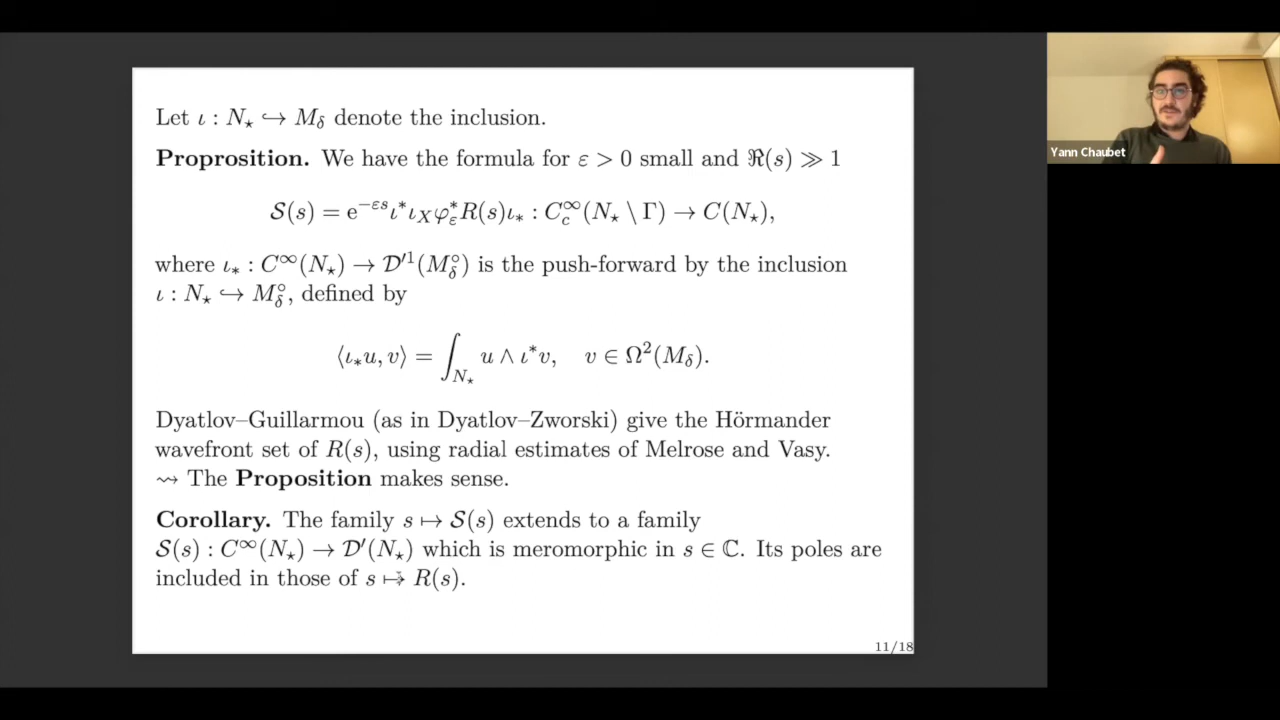 Let ι : N⋆ ↪ M_δ denote the inclusion.
Proprosition. We have the formula for ε > 0 small and ℜ(s) ≫ 1
𝒮(s) = e^{−εs} ι^* ι_X φ_ε^* R(s) ι_* : C_c^∞(N⋆ \ Γ) → C(N⋆),
where ι_* : C^∞(N⋆) → 𝒟′^1(M_δ^∘) is the push-forward by the inclusion
ι : N⋆ ↪ M_δ^∘, defined by
⟨ι_*u, v⟩ = ∫_{N⋆} u ∧ ι^*v, v ∈ Ω^2(M_δ).
Dyatlov–Guillarmou (as in Dyatlov–Zworski) give the Hörmander
wavefront set of R(s), using radial estimates of Melrose and Vasy.
⇝ The Proposition makes sense.
Corollary. The family s ↦ 𝒮(s) extends to a family
𝒮(s) : C^∞(N⋆) → 𝒟′(N⋆) which is meromorphic in s ∈ ℂ. Its poles are
included in those of s ↦ R(s).
11/18
Yann Chaubet